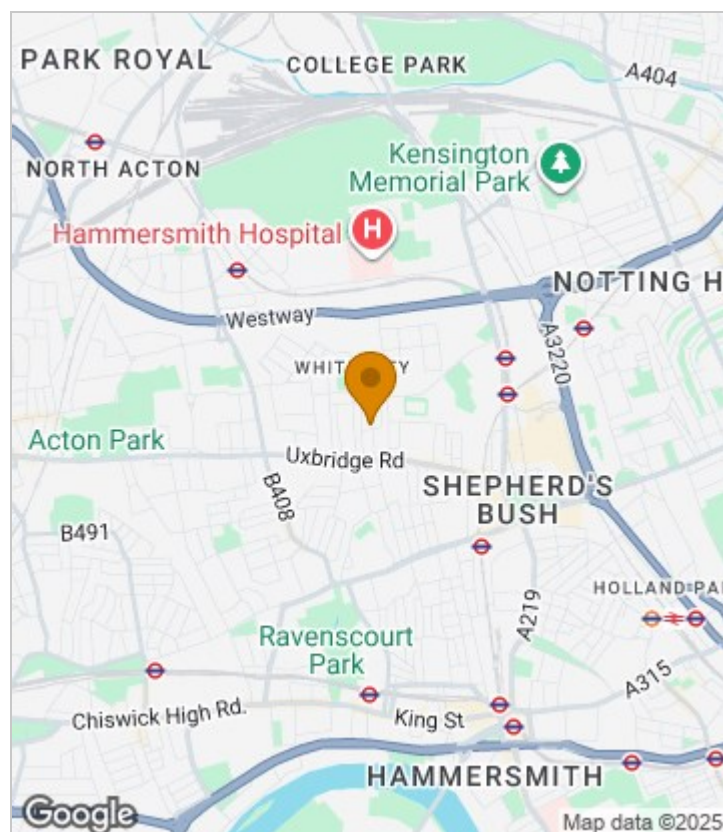 PARK ROYAL
COLLEGE PARK
A404
Kensington
Memorial Park
NORTH ACTON
Hammersmith Hospital
H
NOTTING H
Westway
A3220
Acton Park
Uxbridge Rd
B408
SHEPHERD'S
BUSH
B491
HOLLAND PAR
A219
Ravenscourt
Park
A315
Chiswick High Rd.
King St
HAMMERSMITH
Google
Map data ©2025